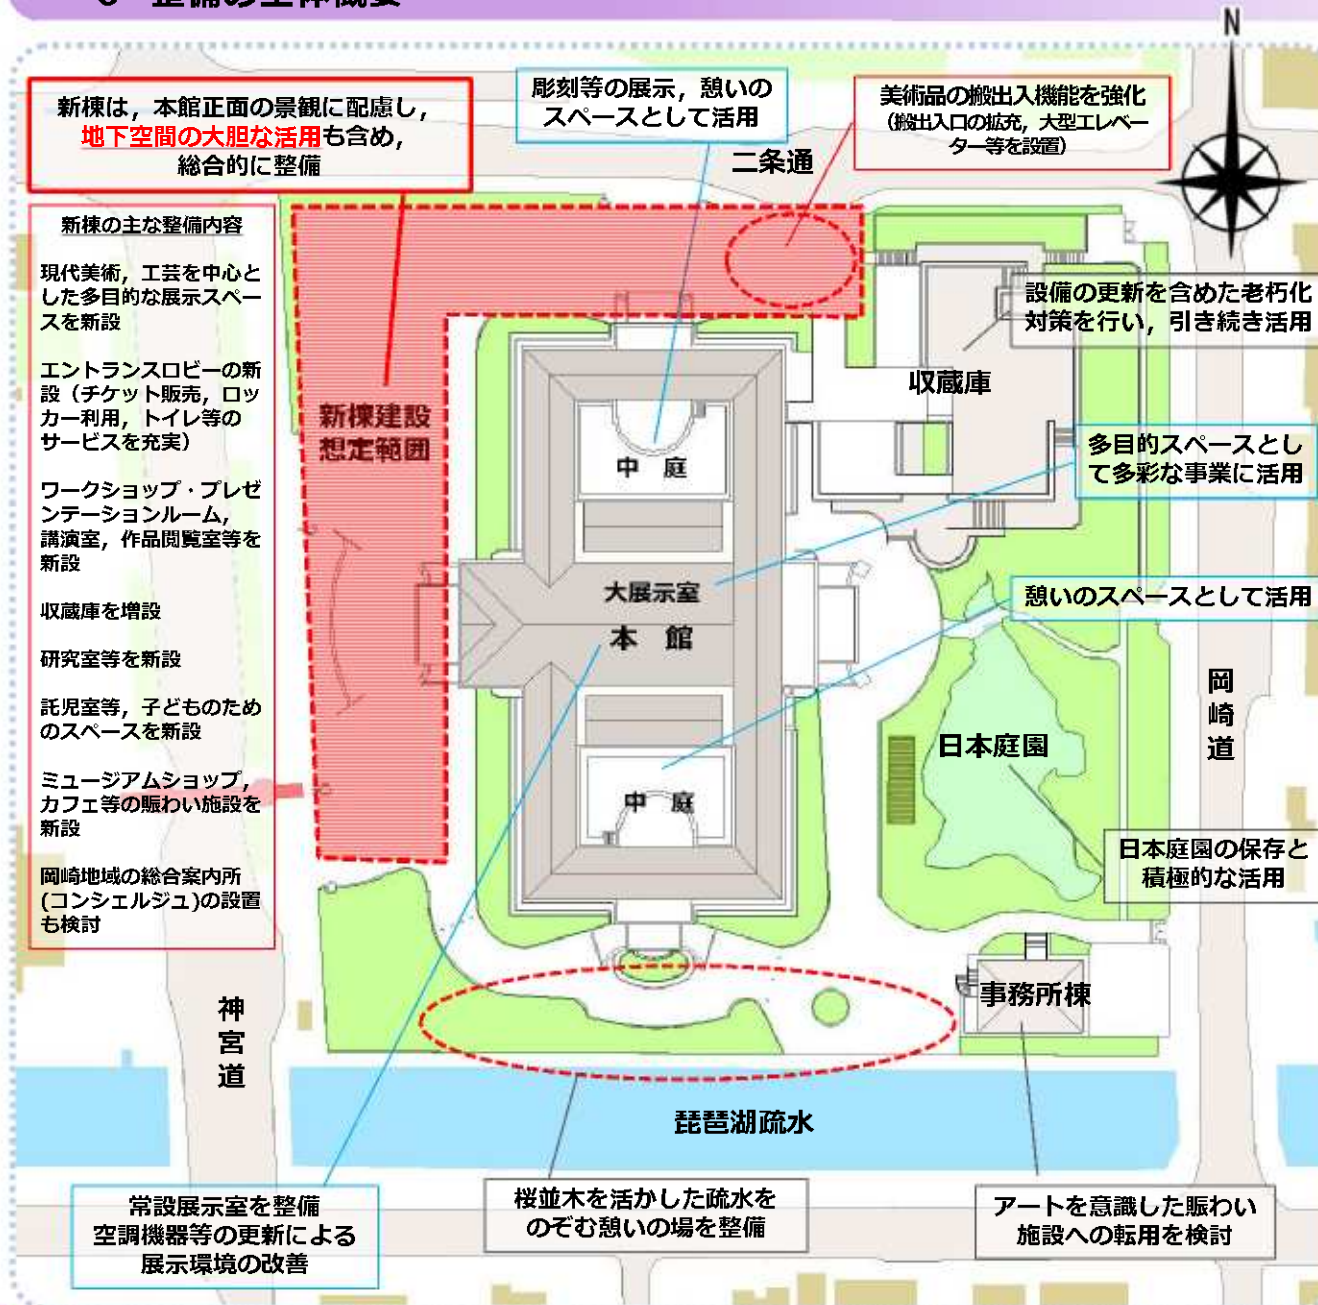 整備の全体概要
N
新棟は，本館正面の景観に配慮し，
地下空間の大胆な活用も含め，
総合的に整備
彫刻等の展示，憩いの
スペースとして活用
美術品の搬出入機能を強化
（搬出入口の拡充，大型エレベー
ター等を設置）
二条通
新棟の主な整備内容
現代美術，工芸を中心と
した多目的な展示スペー
スを新設
エントランスロビーの新
設（チケット販売，ロッ
カー利用，トイレ等の
サービスを充実）
ワークショップ・プレゼ
ンテーションルーム，
講演室，作品閲覧室等を
新設
収蔵庫を増設
研究室等を新設
託児室等，子どものため
のスペースを新設
ミュージアムショップ，
カフェ等の賑わい施設を
新設
岡崎地域の総合案内所
(コンシェルジュ)の設置
も検討
新棟建設
想定範囲
設備の更新を含めた老朽化
対策を行い，引き続き活用
収蔵庫
中 庭
多目的スペースとし
て多彩な事業に活用
大展示室
本 館
憩いのスペースとして活用
岡崎道
日本庭園
中 庭
日本庭園の保存と
積極的な活用
事務所棟
神宮道
琵琶湖疏水
常設展示室を整備
空調機器等の更新による
展示環境の改善
桜並木を活かした疏水を
のぞむ憩いの場を整備
アートを意識した賑わい
施設への転用を検討